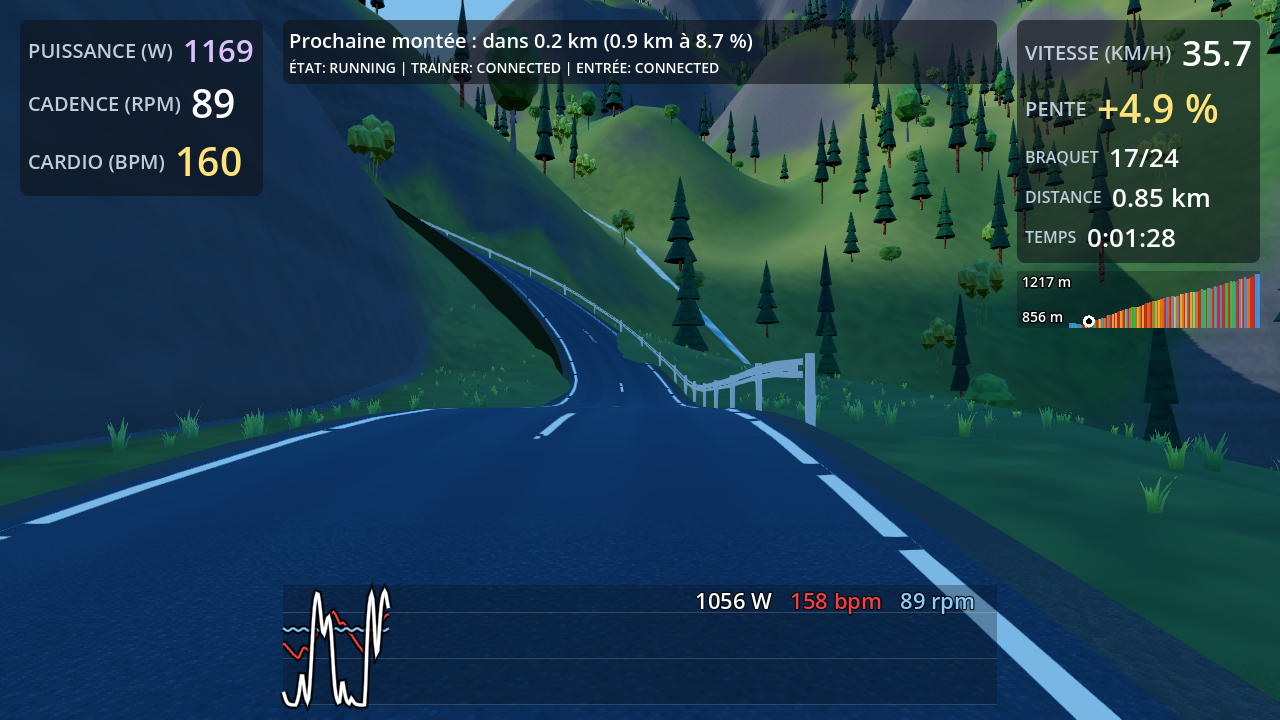 PUISSANCE (W) 1169
CADENCE (RPM) 89
CARDIO (BPM) 160
Prochaine montée : dans 0.2 km (0.9 km à 8.7 %)
ÉTAT: RUNNING | TRAINER: CONNECTED | ENTRÉE: CONNECTED
VITESSE (KM/H) 35.7
PENTE +4.9 %
BRAQUET 17/24
DISTANCE 0.85 km
TEMPS 0:01:28
1217 m
856 m
1056 W 158 bpm 89 rpm